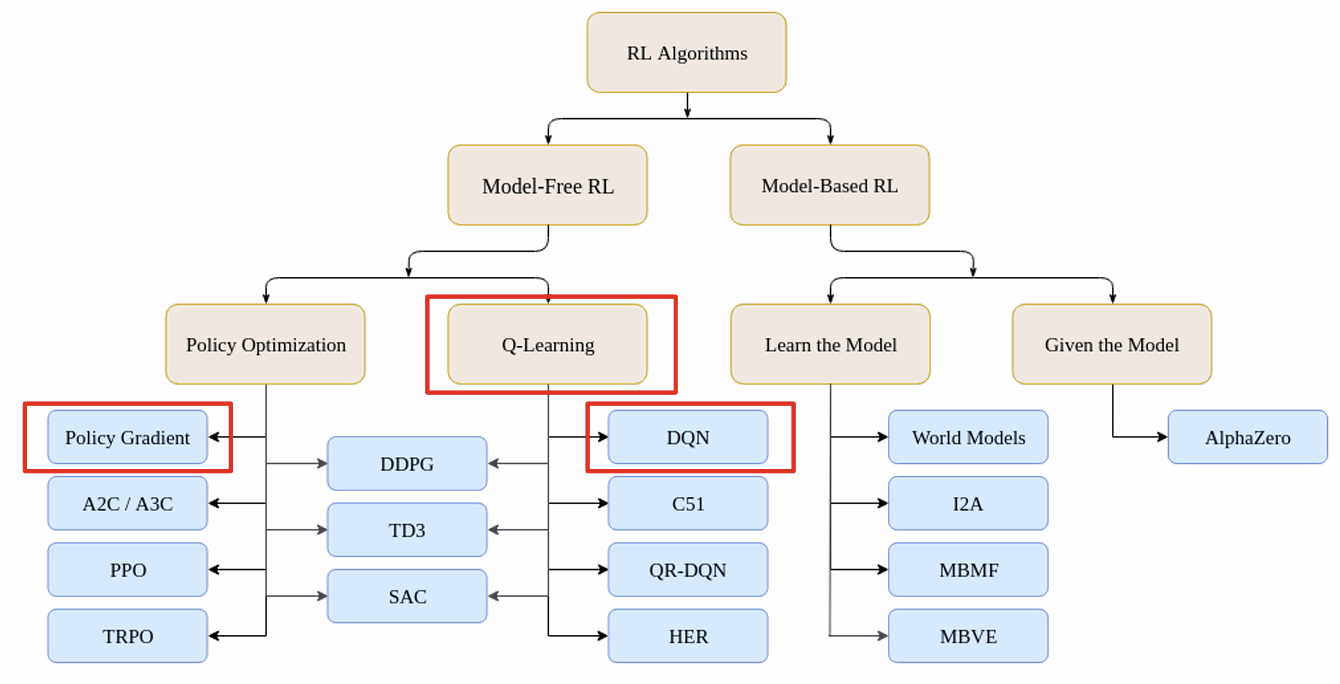 RL Algorithms
Model-Free RL
Model-Based RL
Policy Optimization
Q-Learning
Learn the Model
Given the Model
Policy Gradient
DQN
World Models
AlphaZero
DDPG
A2C / A3C
C51
I2A
TD3
PPO
QR-DQN
MBMF
SAC
TRPO
HER
MBVE